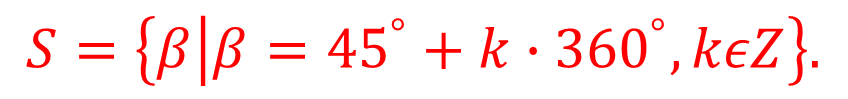 S = {β|β = 45° + k · 360°, kϵZ}.